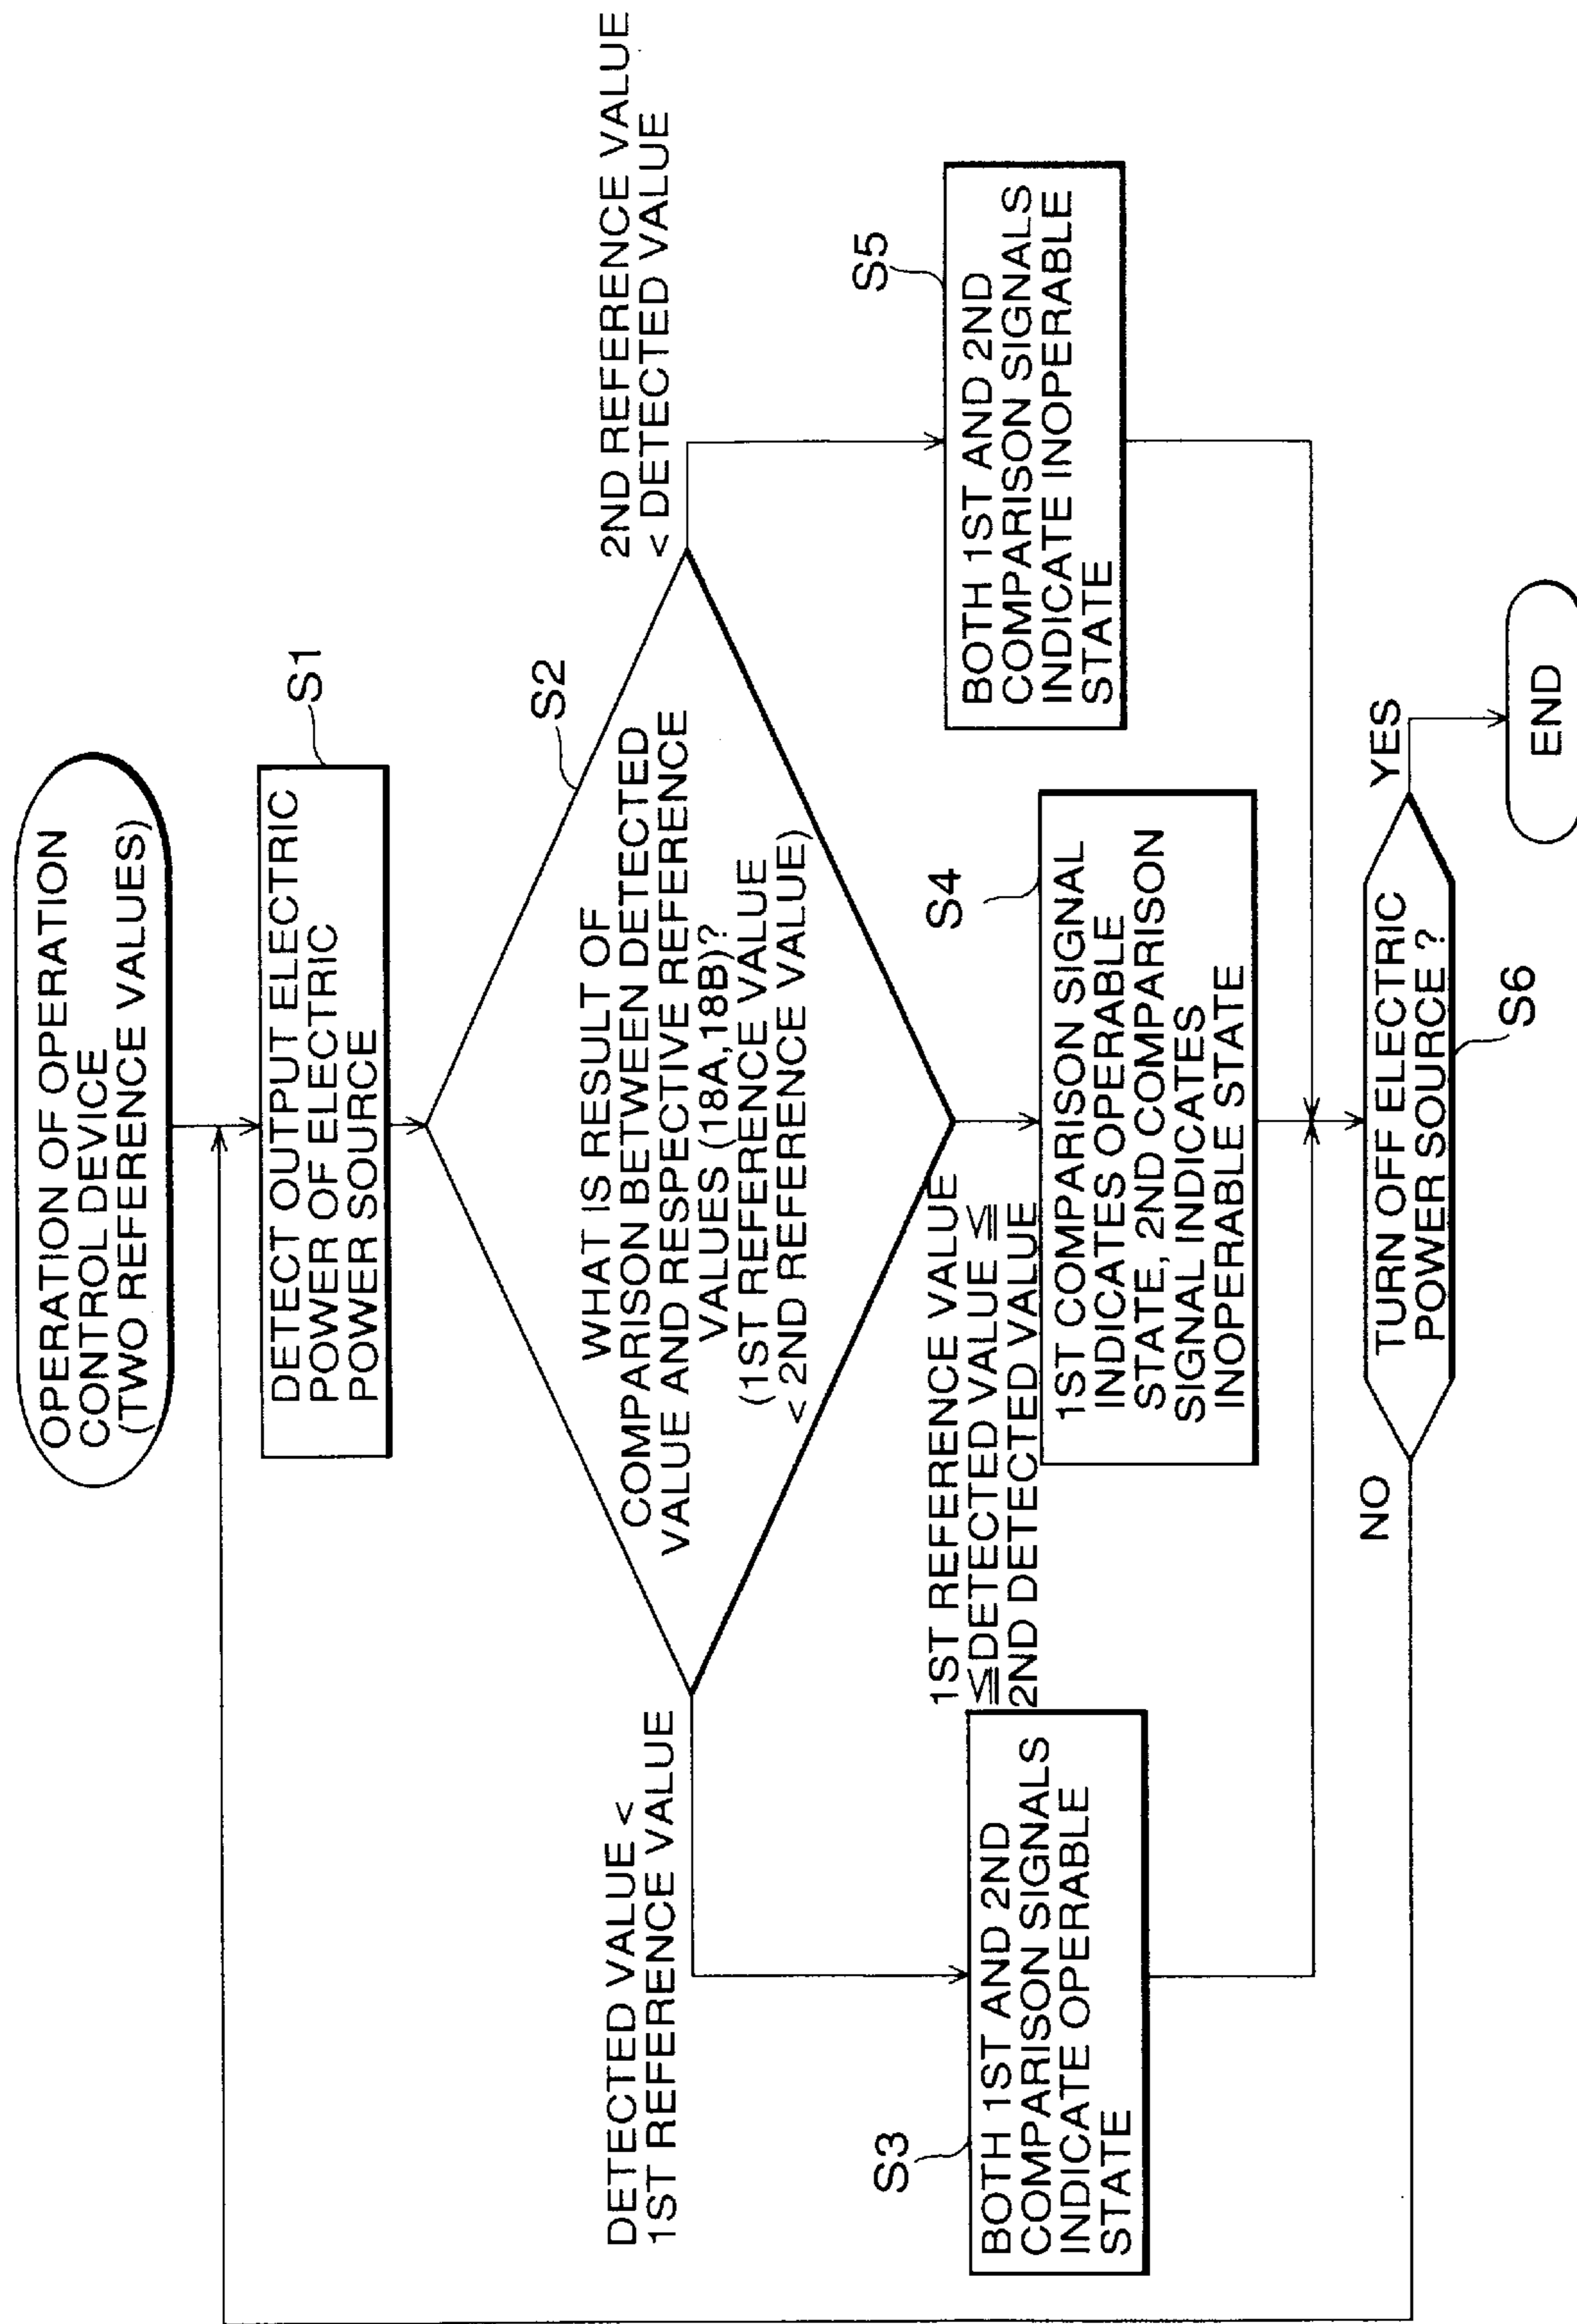 OPERATION OF OPERATION
CONTROL DEVICE
(TWO REFERENCE VALUES)
DETECT OUTPUT ELECTRIC
POWER OF ELECTRIC
POWER SOURCE
S1
WHAT IS RESULT OF
COMPARISON BETWEEN DETECTED
VALUE AND RESPECTIVE REFERENCE
VALUES (18A,18B)?
(1ST REFERENCE VALUE
< 2ND REFERENCE VALUE)
S2
DETECTED VALUE <
1ST REFERENCE VALUE
2ND REFERENCE VALUE
< DETECTED VALUE
1ST REFERENCE VALUE
≦DETECTED VALUE ≦
2ND DETECTED VALUE
S3
BOTH 1ST AND 2ND
COMPARISON SIGNALS
INDICATE OPERABLE
STATE
S4
1ST COMPARISON SIGNAL
INDICATES OPERABLE
STATE, 2ND COMPARISON
SIGNAL INDICATES
INOPERABLE STATE
S5
BOTH 1ST AND 2ND
COMPARISON SIGNALS
INDICATE INOPERABLE
STATE
NO
TURN OFF ELECTRIC
POWER SOURCE ?
S6
YES
END